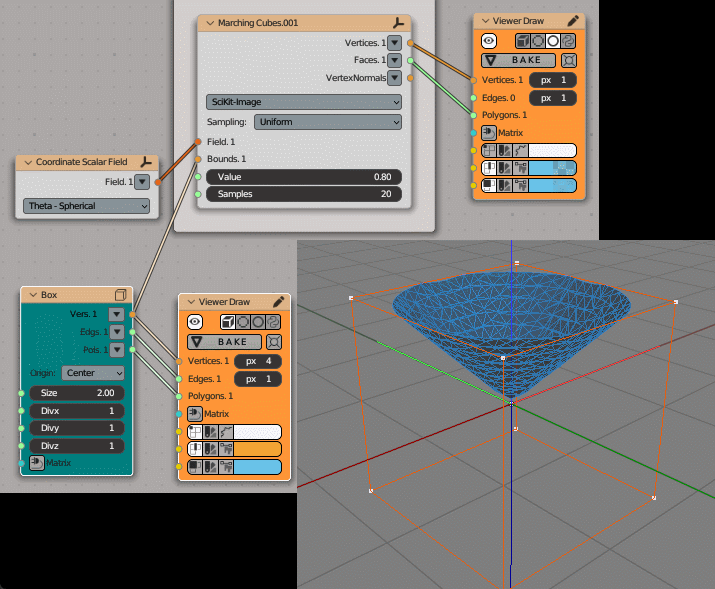 Marching Cubes.001
Vertices. 1
Faces. 1
VertexNormals
SciKit-Image
Sampling: Uniform
Field. 1
Bounds. 1
Value 0.80
Samples 20
Viewer Draw
BAKE
Vertices. 1 px 1
Edges. 0 px 1
Polygons. 1
Matrix
Coordinate Scalar Field
Field. 1
Theta - Spherical
Box
Vers. 1
Edgs. 1
Pols. 1
Origin: Center
Size 2.00
Divx 1
Divy 1
Divz 1
Matrix
Viewer Draw
BAKE
Vertices. 1 px 4
Edges. 1 px 1
Polygons. 1
Matrix